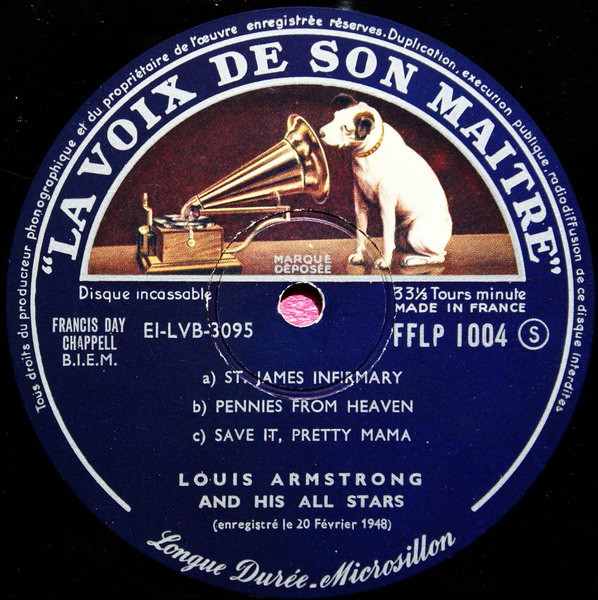 Tous droits du producreur phonographique et du propriétaire de l'œuvre enregistrée réservés. Duplication, execution publique, radiodiffusion de ce disque interdites
"LA VOIX DE SON MAITRE"
MARQUE
DÉPOSÉE
Disque incassable
33⅓ Tours minute
MADE IN FRANCE
FRANCIS DAY
CHAPPELL
B.I.E.M.
EI-LVB-3095
FFLP 1004 S
a) ST. JAMES INFIRMARY
b) PENNIES FROM HEAVEN
c) SAVE IT, PRETTY MAMA
LOUIS ARMSTRONG
AND HIS ALL STARS
(enregistré le 20 Février 1948)
Longue Durée-Microsillon